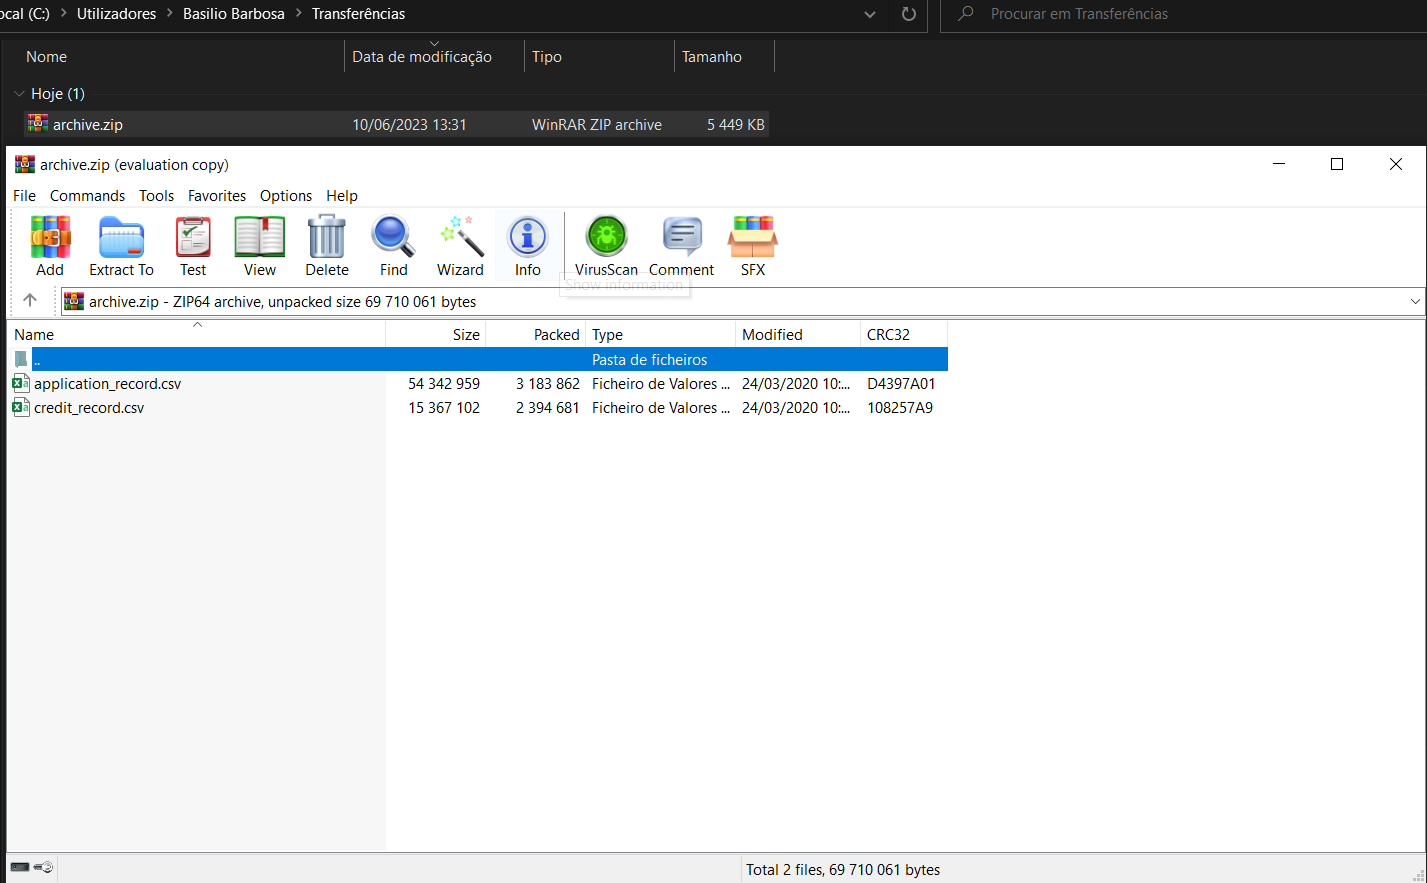 ocal (C:) > Utilizadores > Basilio Barbosa > Transferências Procurar em Transferências
Nome Data de modificação Tipo Tamanho
Hoje (1)
archive.zip 10/06/2023 13:31 WinRAR ZIP archive 5 449 KB
archive.zip (evaluation copy)
File Commands Tools Favorites Options Help
Add Extract To Test View Delete Find Wizard Info VirusScan Comment SFX
Show information
archive.zip - ZIP64 archive, unpacked size 69 710 061 bytes
Name Size Packed Type Modified CRC32
.. Pasta de ficheiros
application_record.csv 54 342 959 3 183 862 Ficheiro de Valores ... 24/03/2020 10:... D4397A01
credit_record.csv 15 367 102 2 394 681 Ficheiro de Valores ... 24/03/2020 10:... 108257A9
Total 2 files, 69 710 061 bytes